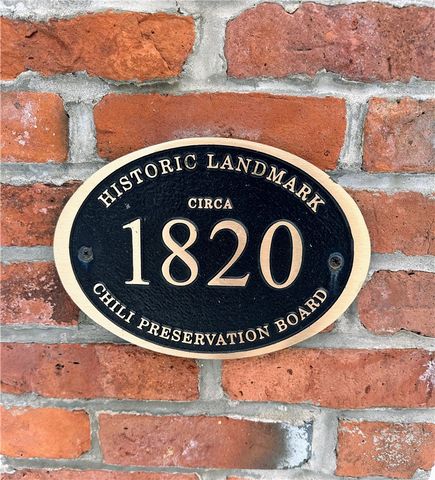 HISTORIC LANDMARK
CIRCA
1820
CHILI PRESERVATION BOARD